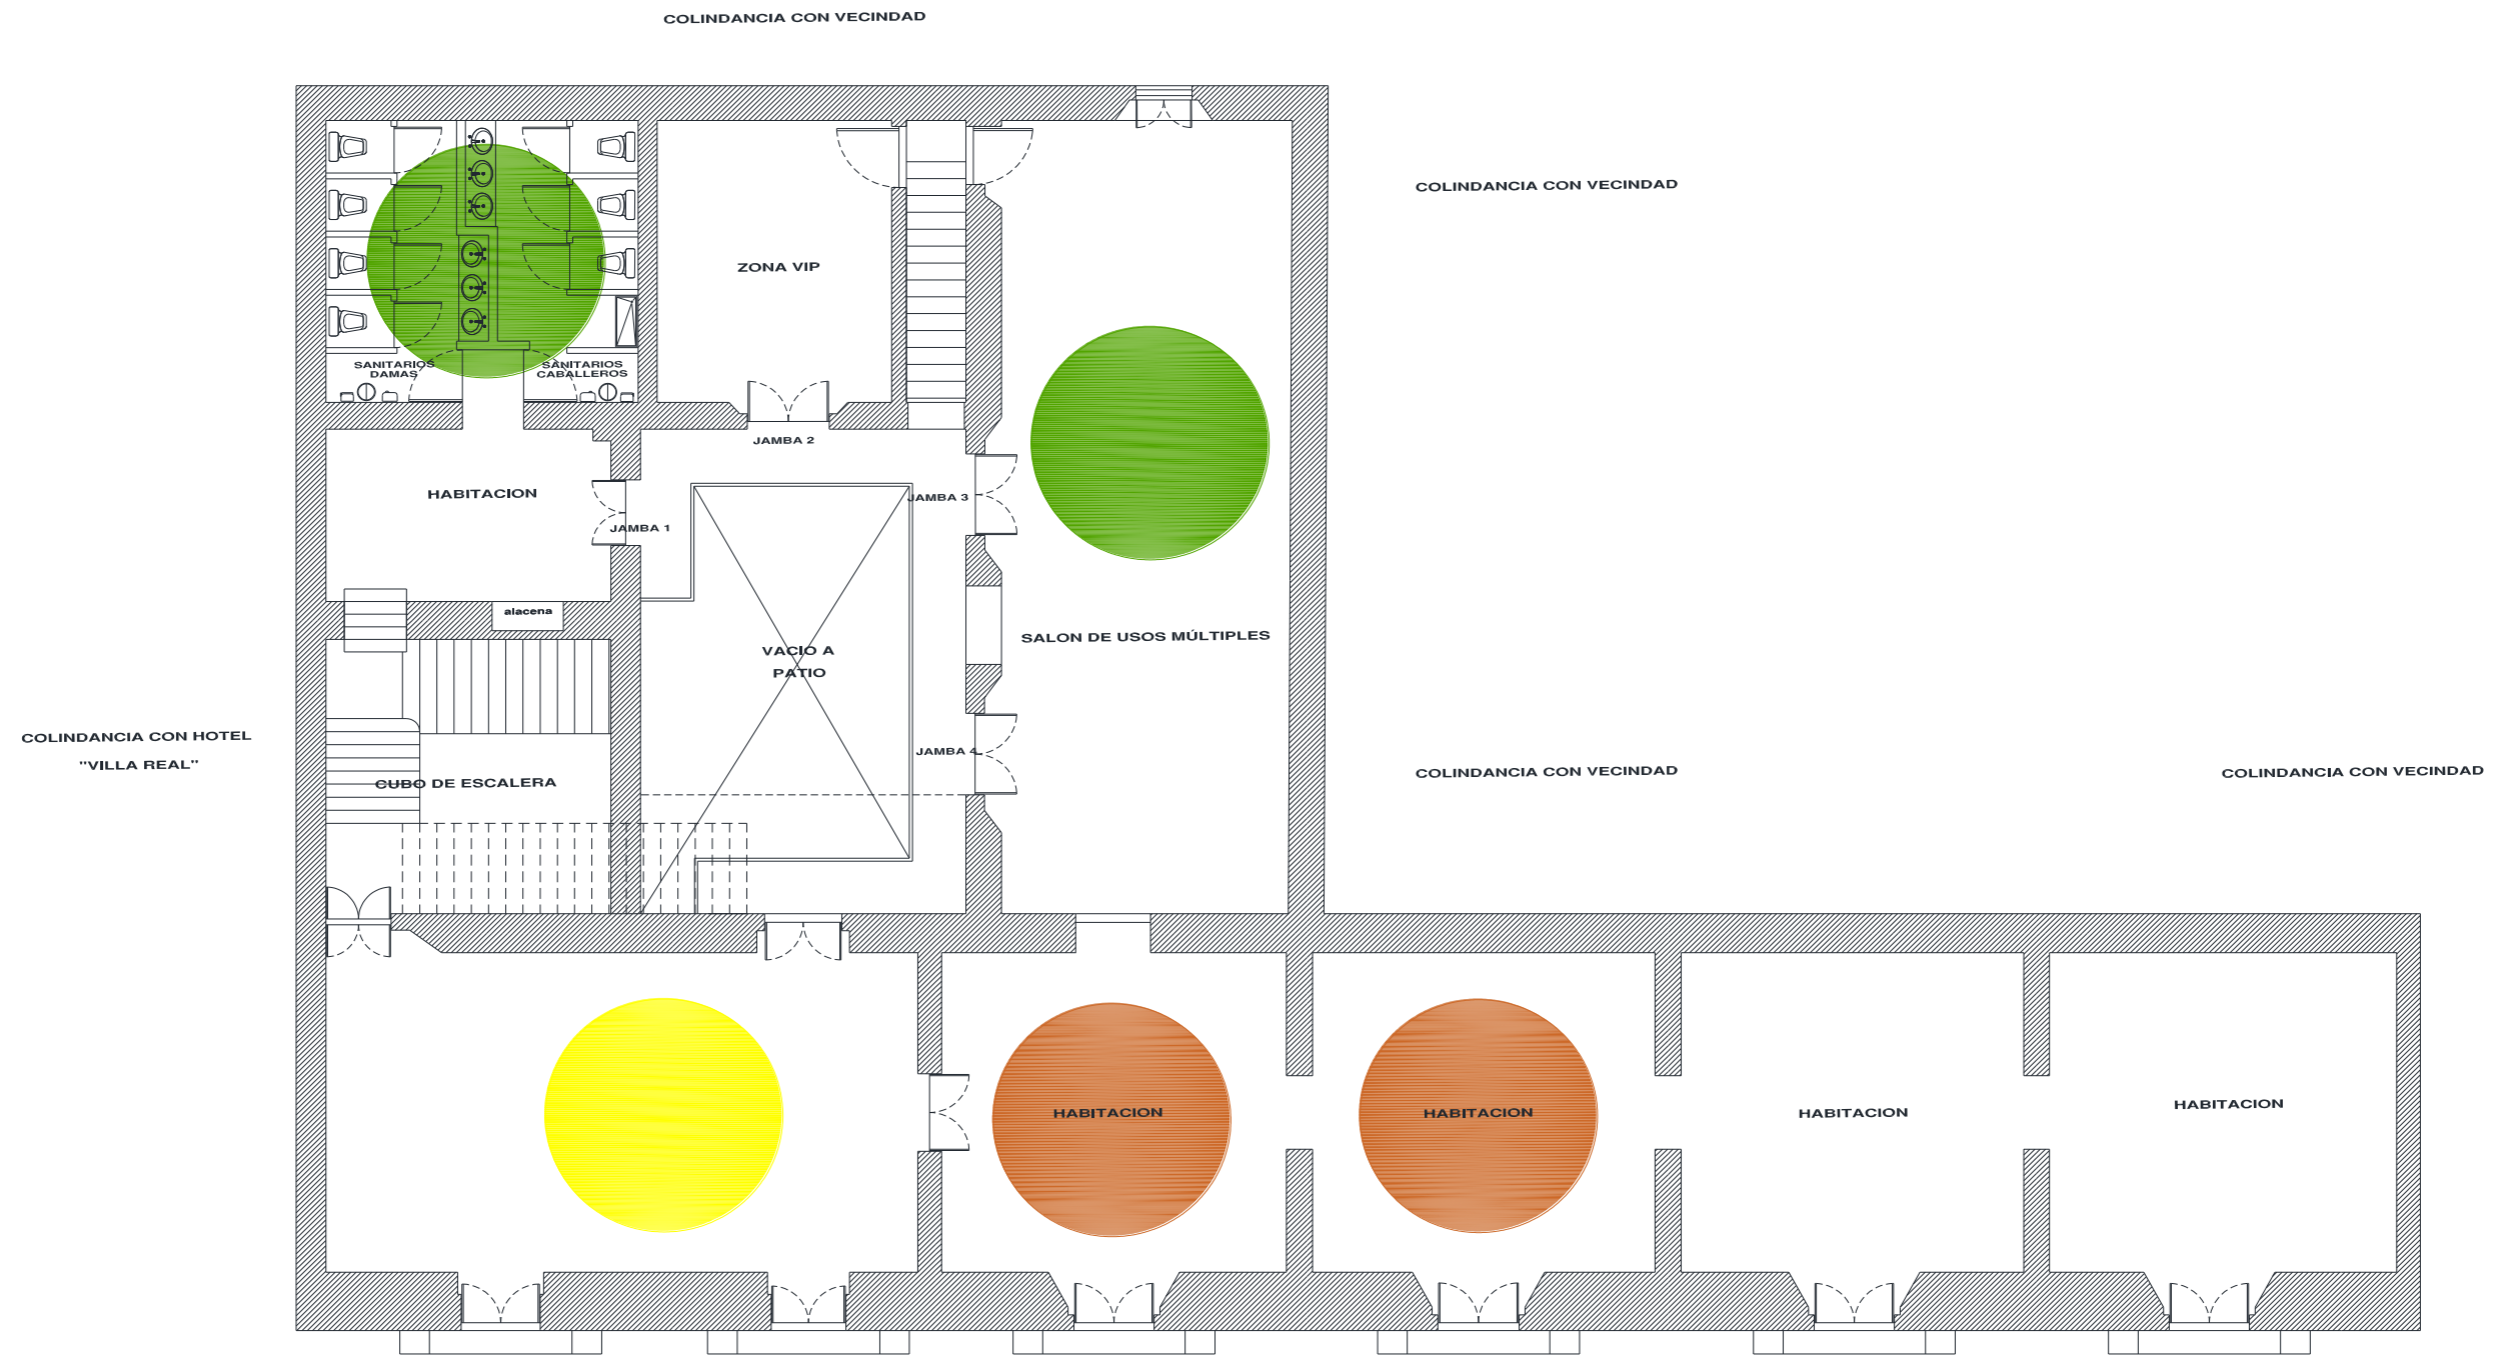 COLINDANCIA CON VECINDAD
COLINDANCIA CON VECINDAD
ZONA VIP
SANITARIOS
DAMAS
SANITARIOS
CABALLEROS
JAMBA 2
HABITACION
JAMBA 3
JAMBA 1
alacena
SALON DE USOS MÚLTIPLES
VACIO A
PATIO
COLINDANCIA CON HOTEL
"VILLA REAL"
JAMBA 4
CUBO DE ESCALERA
COLINDANCIA CON VECINDAD
COLINDANCIA CON VECINDAD
HABITACION
HABITACION
HABITACION
HABITACION